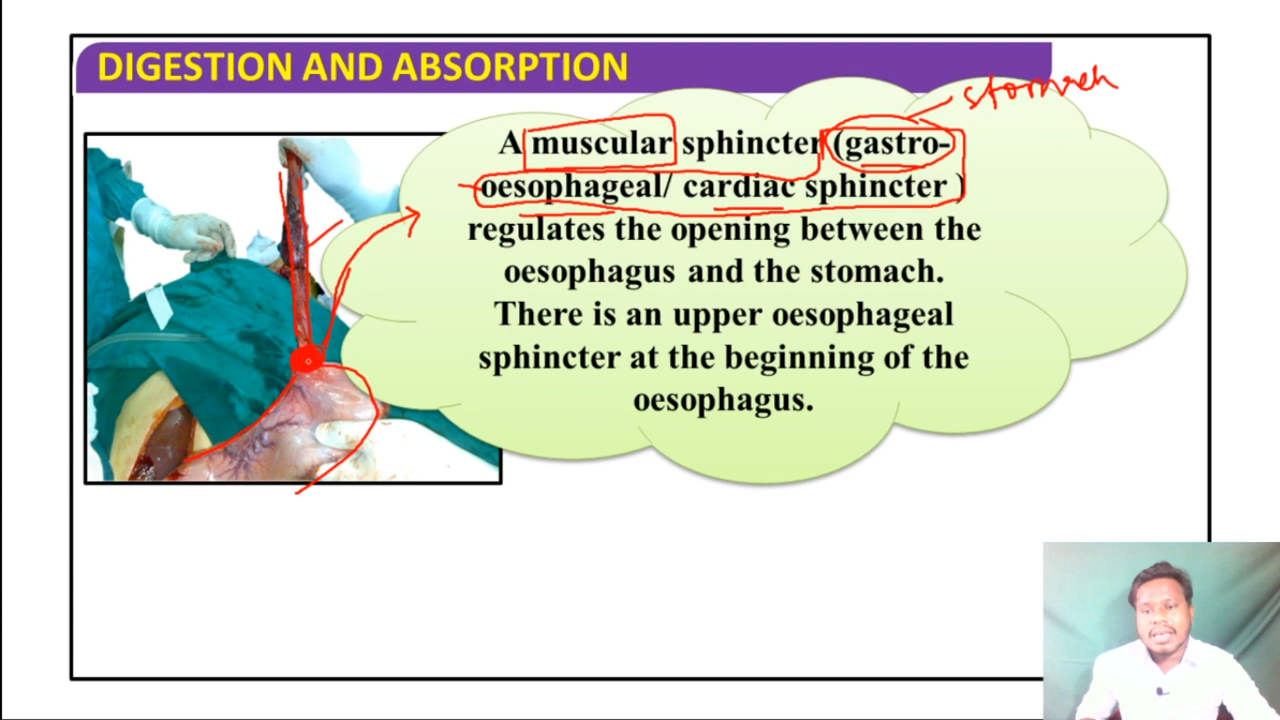 DIGESTION AND ABSORPTION
stomach
A muscular sphincter (gastro-
oesophageal/ cardiac sphincter )
regulates the opening between the
oesophagus and the stomach.
There is an upper oesophageal
sphincter at the beginning of the
oesophagus.